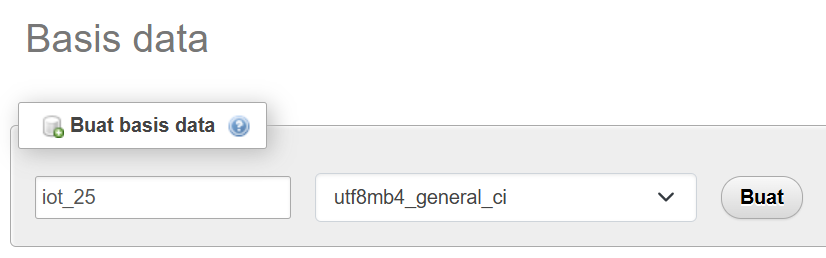 Basis data
Buat basis data
iot_25 utf8mb4_general_ci Buat